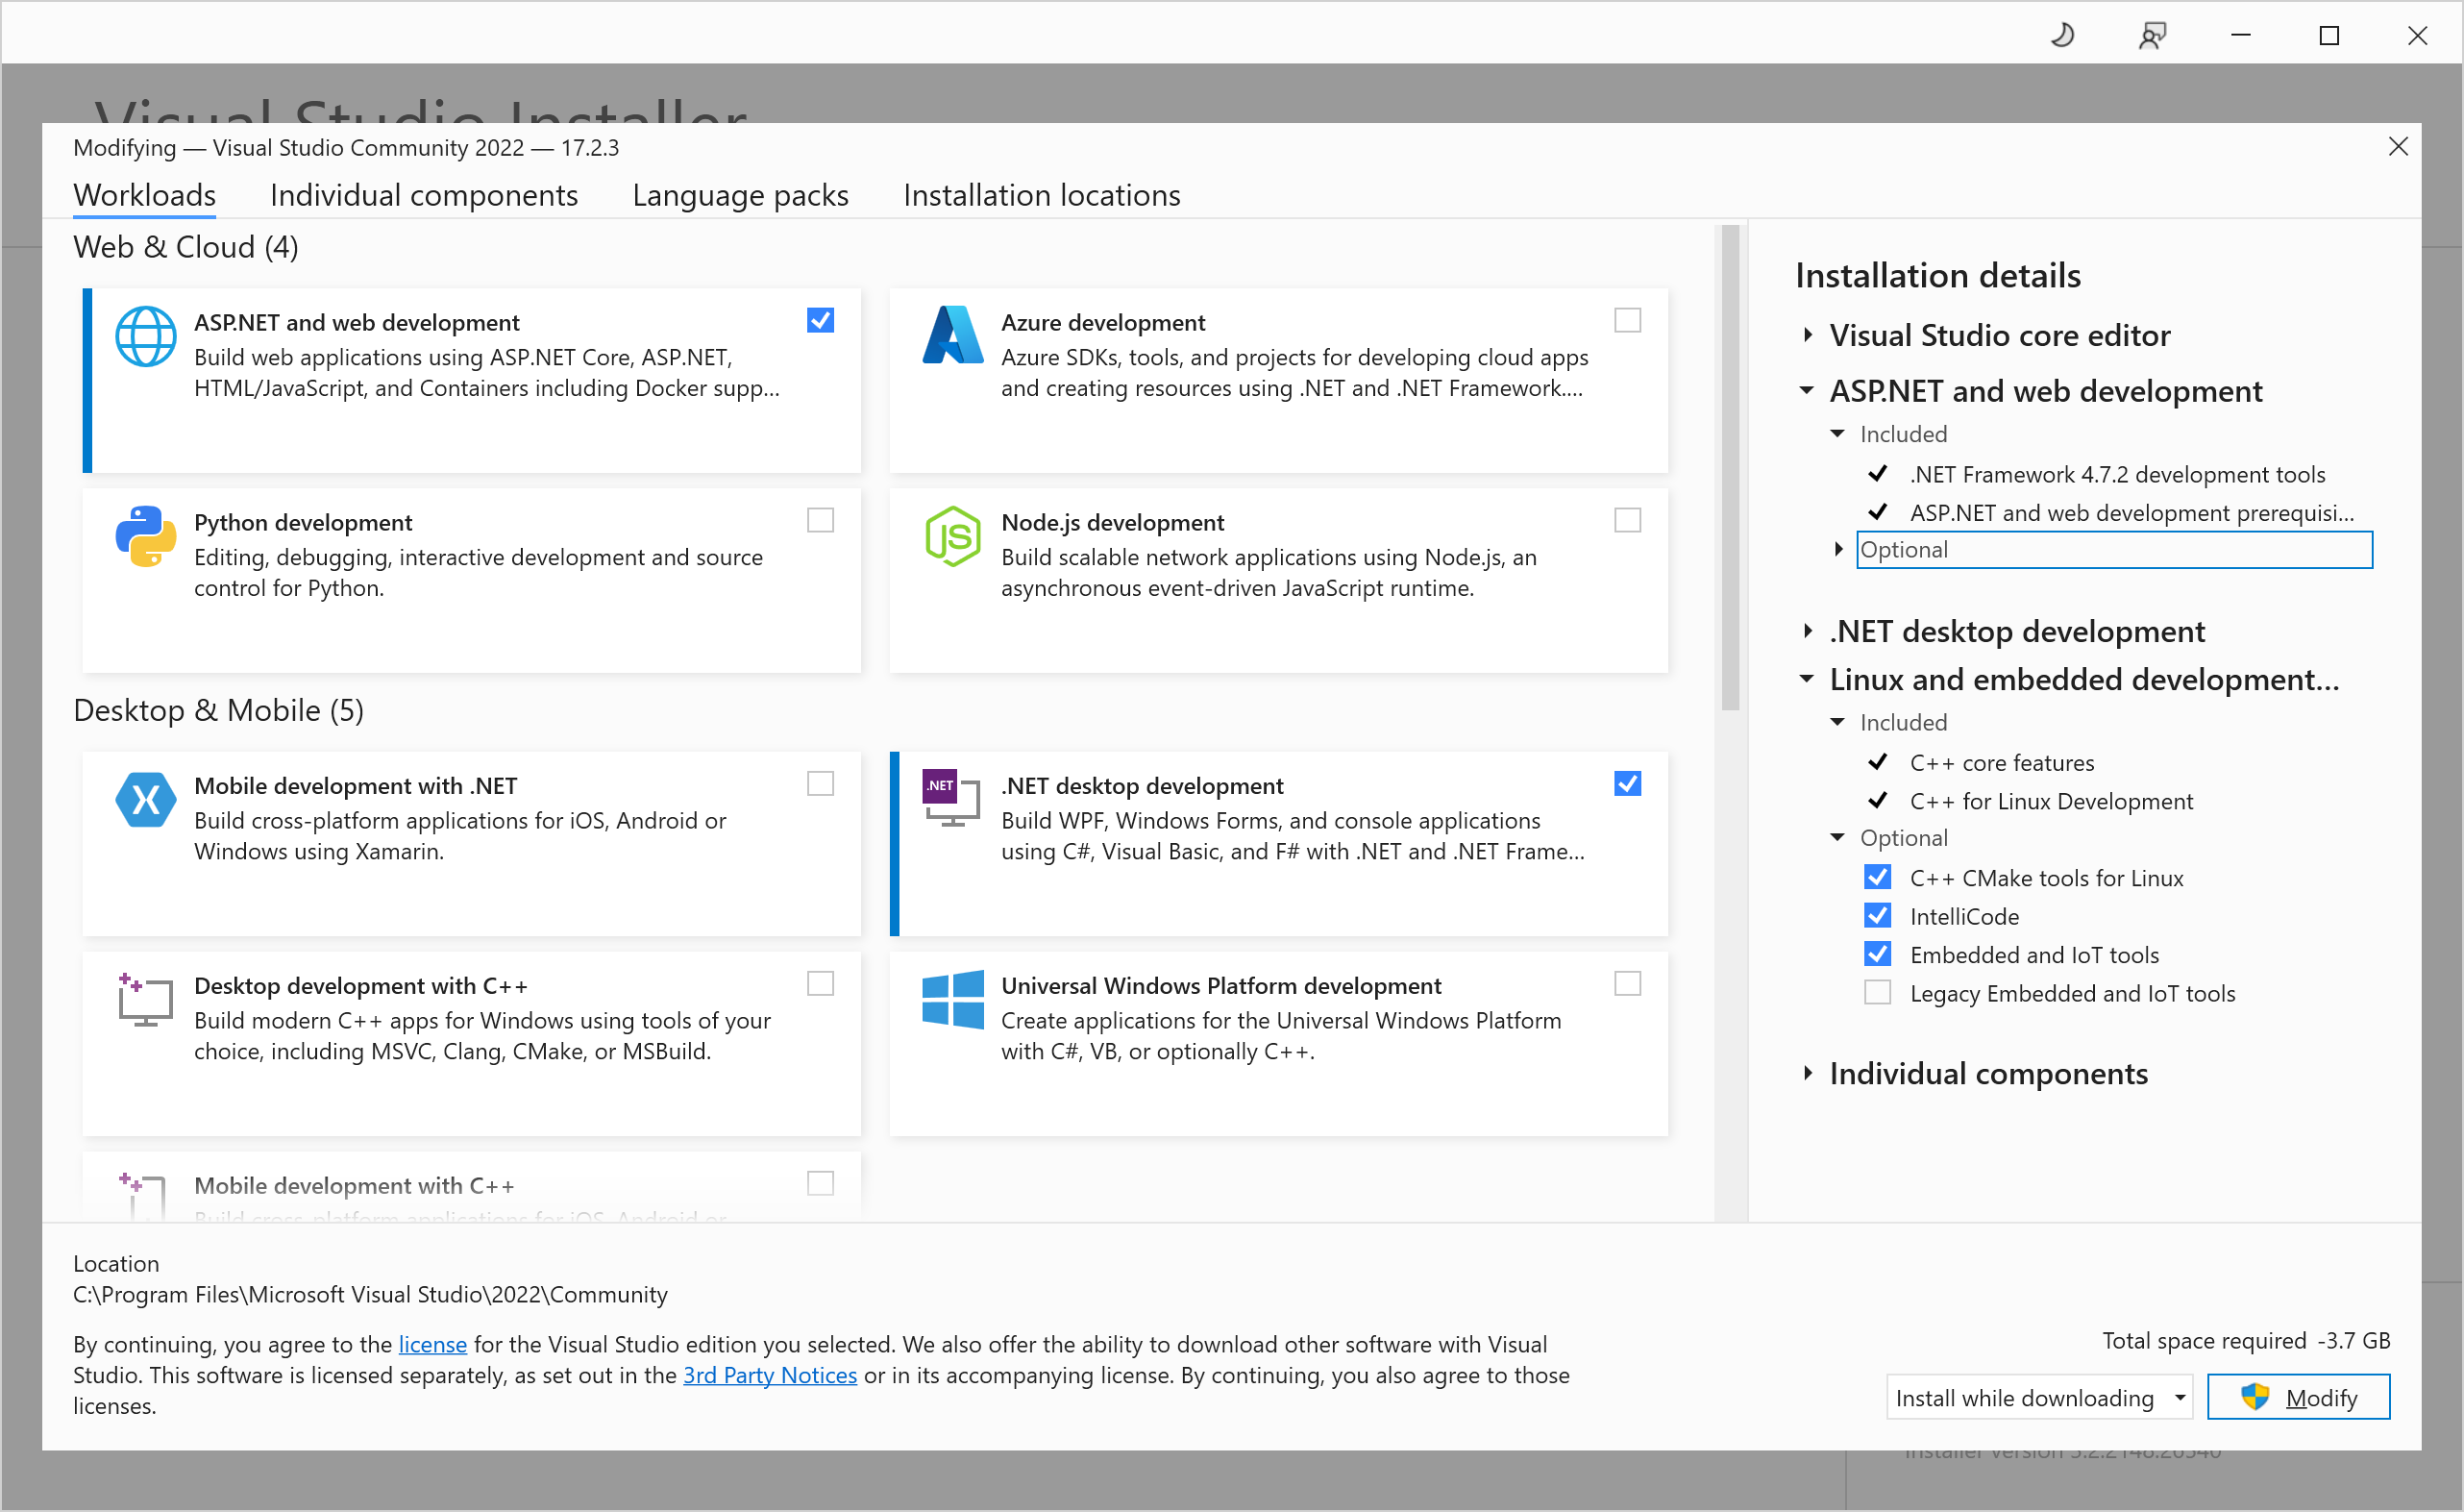 Visual Studio Installer
Modifying — Visual Studio Community 2022 — 17.2.3
Workloads
Individual components
Language packs
Installation locations
Web & Cloud (4)
ASP.NET and web development
Build web applications using ASP.NET Core, ASP.NET,
HTML/JavaScript, and Containers including Docker supp...
Azure development
Azure SDKs, tools, and projects for developing cloud apps
and creating resources using .NET and .NET Framework....
Python development
Editing, debugging, interactive development and source
control for Python.
Node.js development
Build scalable network applications using Node.js, an
asynchronous event-driven JavaScript runtime.
Desktop & Mobile (5)
Mobile development with .NET
Build cross-platform applications for iOS, Android or
Windows using Xamarin.
.NET
.NET desktop development
Build WPF, Windows Forms, and console applications
using C#, Visual Basic, and F# with .NET and .NET Frame...
Desktop development with C++
Build modern C++ apps for Windows using tools of your
choice, including MSVC, Clang, CMake, or MSBuild.
Universal Windows Platform development
Create applications for the Universal Windows Platform
with C#, VB, or optionally C++.
Mobile development with C++
Build cross-platform applications for iOS, Android or
Installation details
Visual Studio core editor
ASP.NET and web development
Included
.NET Framework 4.7.2 development tools
ASP.NET and web development prerequisi...
Optional
.NET desktop development
Linux and embedded development...
Included
C++ core features
C++ for Linux Development
Optional
C++ CMake tools for Linux
IntelliCode
Embedded and IoT tools
Legacy Embedded and IoT tools
Individual components
Location
C:\Program Files\Microsoft Visual Studio\2022\Community
By continuing, you agree to the license for the Visual Studio edition you selected. We also offer the ability to download other software with Visual
Studio. This software is licensed separately, as set out in the 3rd Party Notices or in its accompanying license. By continuing, you also agree to those
licenses.
Total space required -3.7 GB
Install while downloading
Modify
Installer version